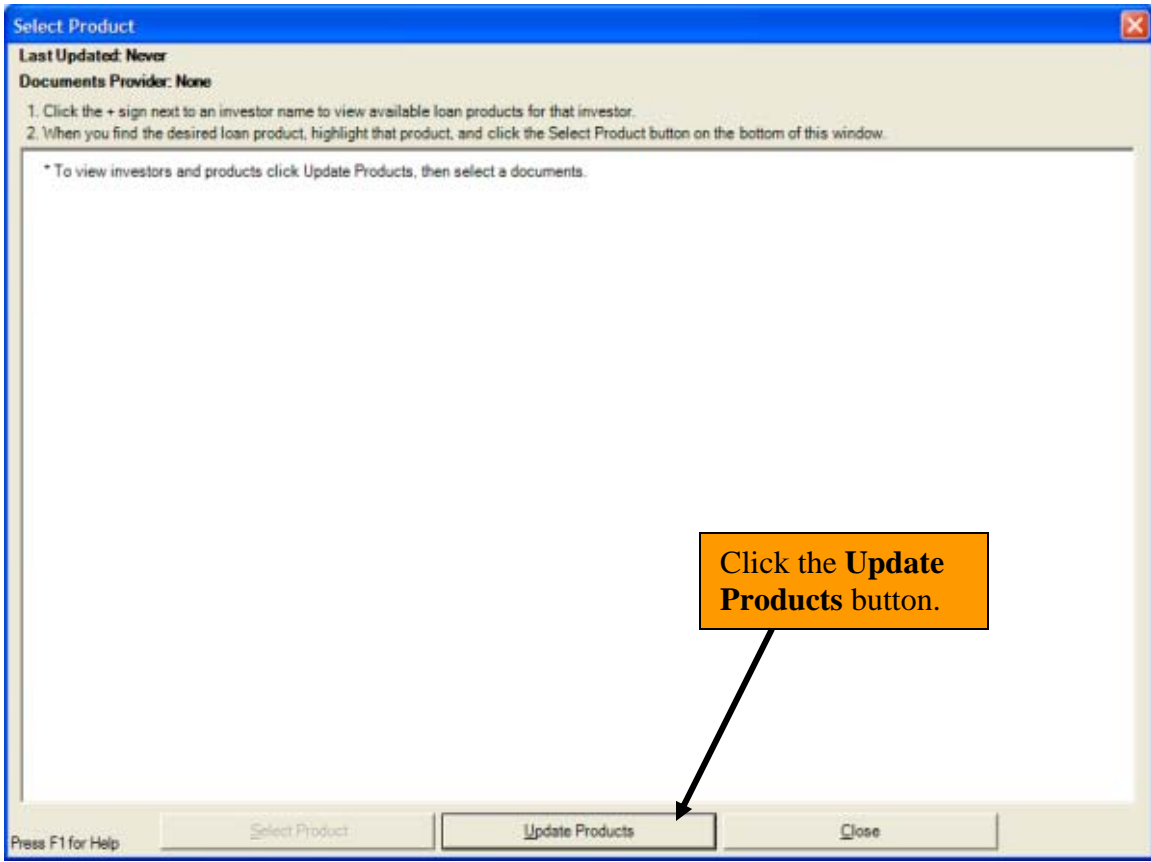 Select Product
Last Updated: Never
Documents Provider: None
1. Click the + sign next to an investor name to view available loan products for that investor.
2. When you find the desired loan product, highlight that product, and click the Select Product button on the bottom of this window.
* To view investors and products click Update Products, then select a documents.
Click the Update
Products button.
Press F1 for Help
Select Product
Update Products
Close